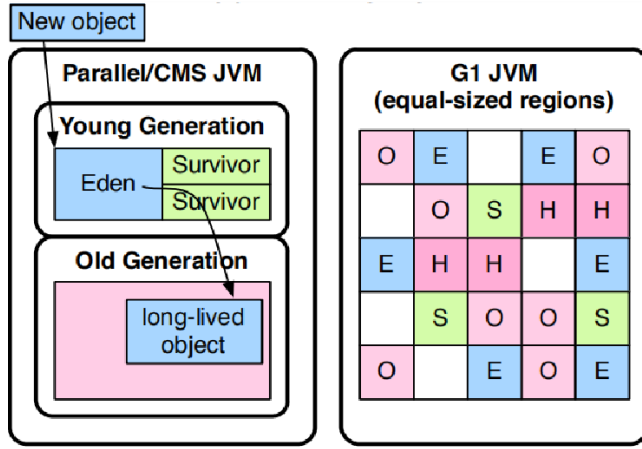 New object
Parallel/CMS JVM
Young Generation
Eden
Survivor
Survivor
Old Generation
long-lived
object
G1 JVM
(equal-sized regions)
O E E O
O S H H
E H H E
S O O S
O E O E